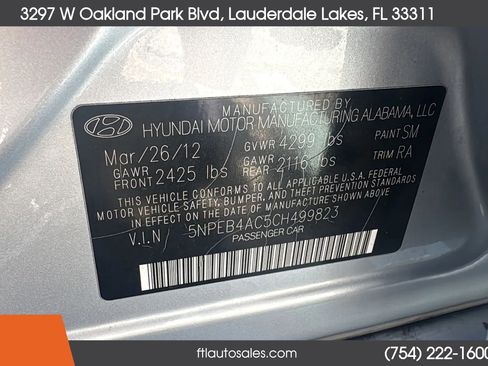 3297 W Oakland Park Blvd, Lauderdale Lakes, FL 33311
MANUFACTURED BY
HYUNDAI MOTOR MANUFACTURING ALABAMA, LLC
Mar/26/12 GVWR 4299 lbs PAINT SM
GAWR FRONT 2425 lbs GAWR REAR 2116 lbs TRIM RA
THIS VEHICLE CONFORMS TO ALL APPLICABLE FEDERAL MOTOR
VEHICLE SAFETY, BUMPER, AND THEFT PREVENTION STANDARDS
IN EFFECT ON THE DATE OF MANUFACTURE SHOWN ABOVE.
V.I.N 5NPEB4AC5CH499823
PASSENGER CAR
ftlautosales.com
(754) 222-1600